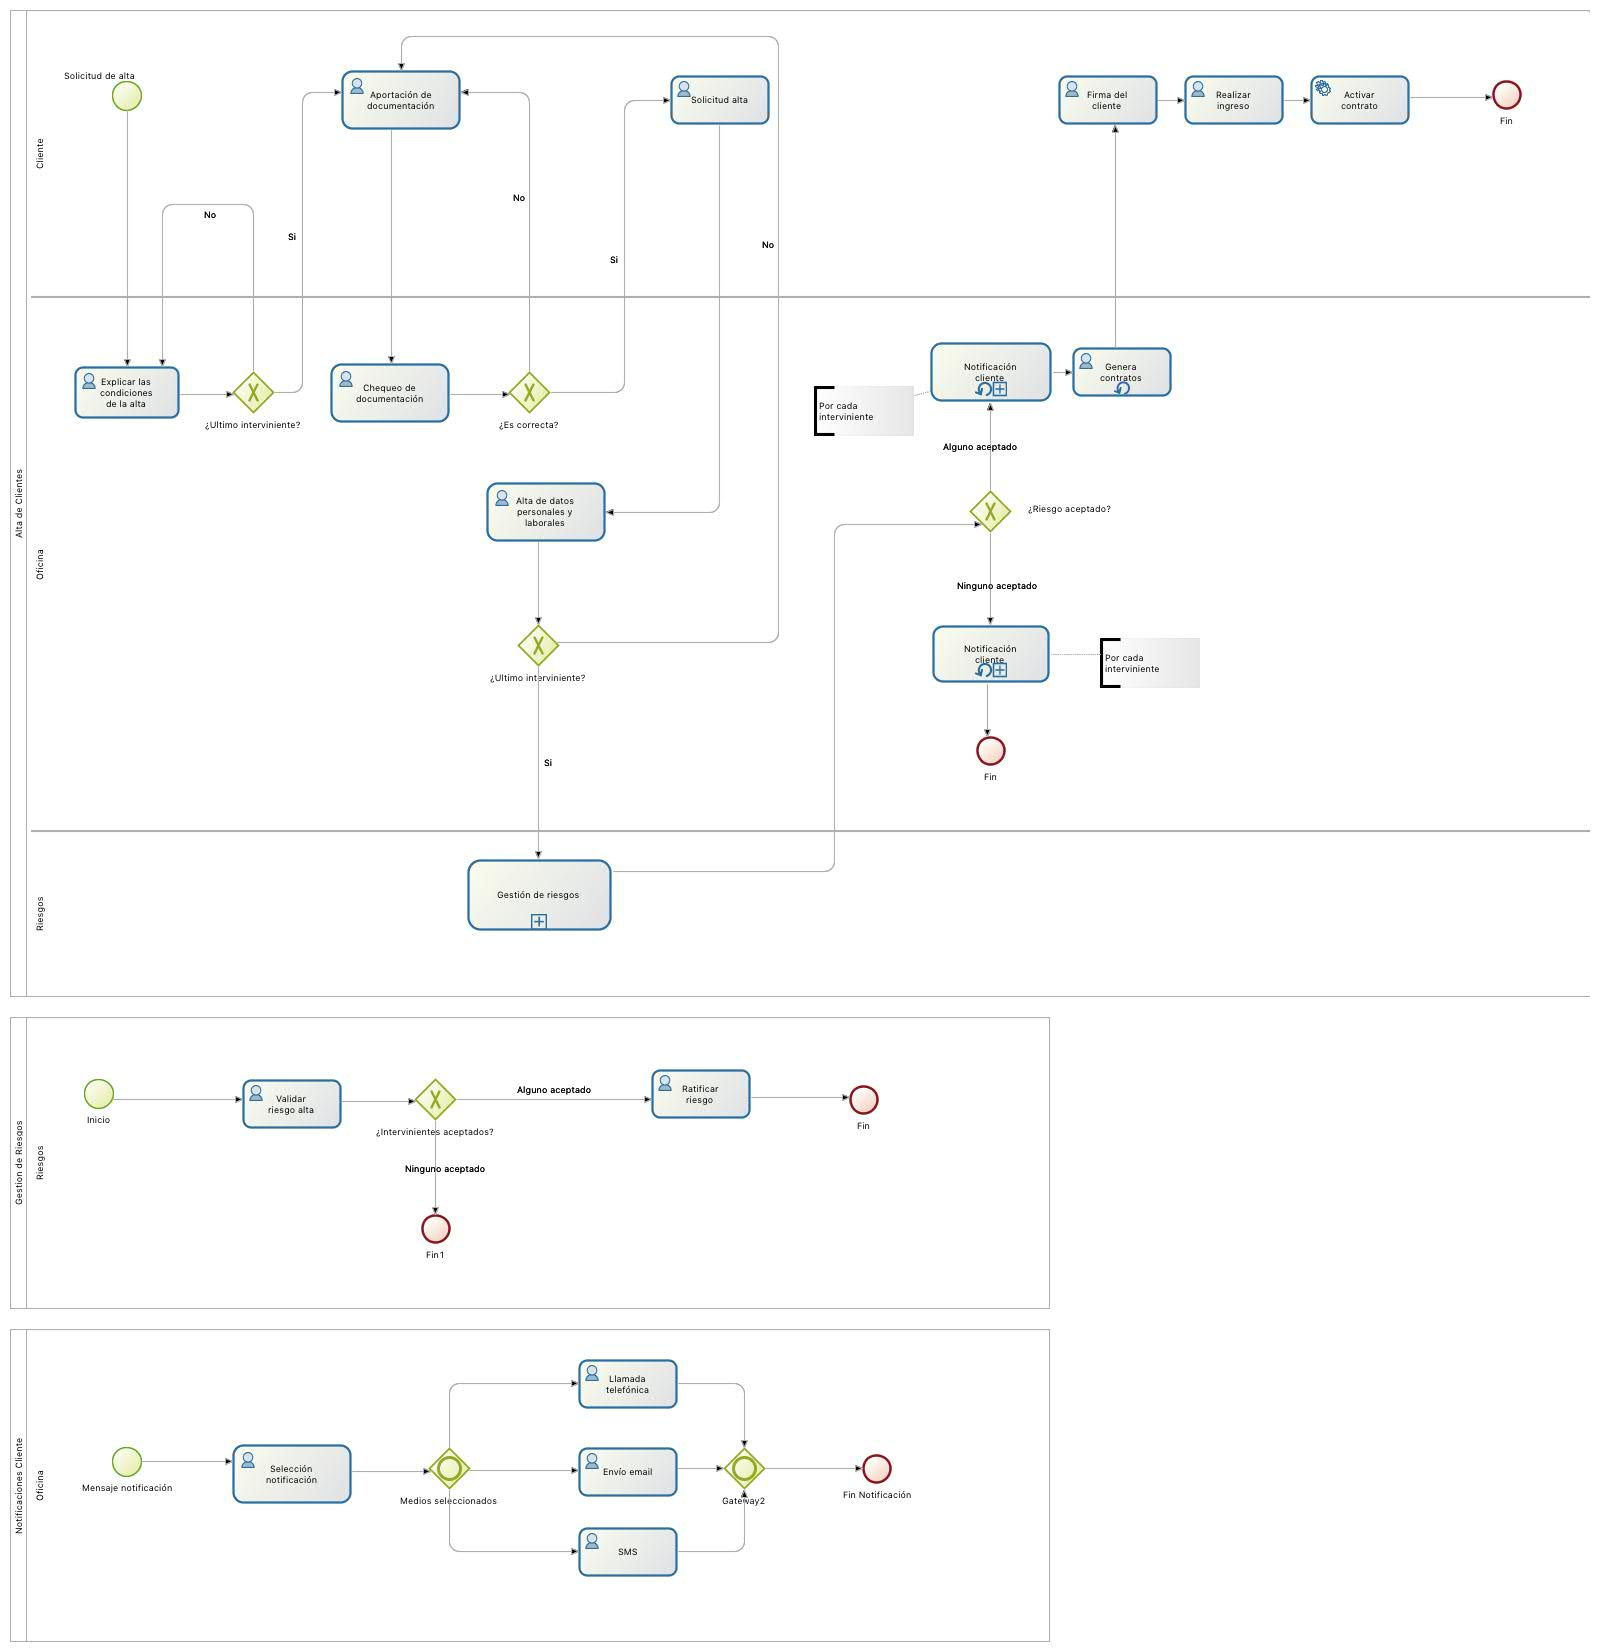 Alta de Clientes
Cliente
Solicitud de alta
Aportación de
documentación
Solicitud alta
Firma del
cliente
Realizar
ingreso
Activar
contrato
Fin
No
Si
No
Si
No
Oficina
Explicar las
condiciones
de la alta
¿Ultimo interviniente?
Chequeo de
documentación
¿Es correcta?
Notificación
cliente
Genera
contratos
Por cada
interviniente
Alguno aceptado
Alta de datos
personales y
laborales
¿Riesgo aceptado?
Ninguno aceptado
¿Ultimo interviniente?
Notificación
cliente
Por cada
interviniente
Si
Fin
Riesgos
Gestión de riesgos
Gestion de Riesgos
Riesgos
Inicio
Validar
riesgo alta
¿Intervinientes aceptados?
Alguno aceptado
Ratificar
riesgo
Fin
Ninguno aceptado
Fin1
Notificaciones Cliente
Oficina
Mensaje notificación
Selección
notificación
Medios seleccionados
Llamada
telefónica
Envío email
SMS
Gateway2
Fin Notificación